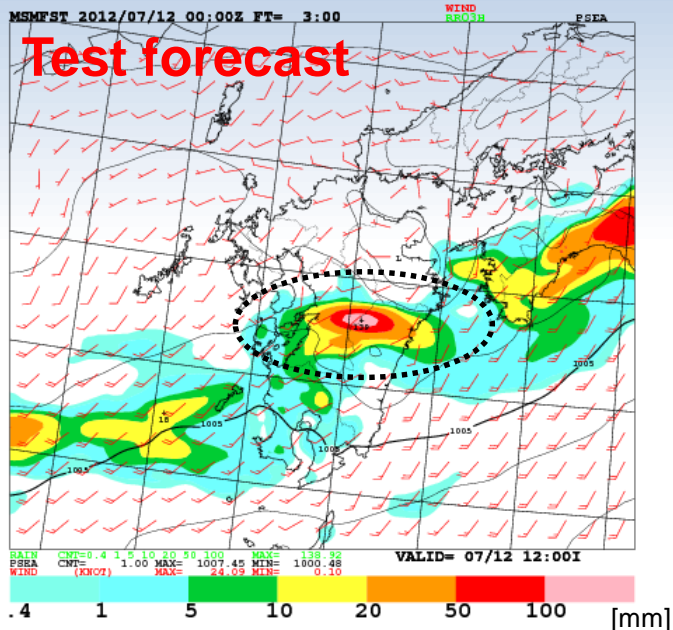 MSMFST 2012/07/12 00:00Z FT= 3:00
WIND
RR03H
PSEA
Test forecast
L
139
1005
18
1005
1005
1005
1005
RAIN CNT=0.4 1 5 10 20 50 100 MAX= 138.92
PSEA CNT= 1.00 MAX= 1007.45 MIN= 1000.48
WIND (KNOT) MAX= 24.09 MIN= 0.10
VALID= 07/12 12:00I
.4 1 5 10 20 50 100 [mm]